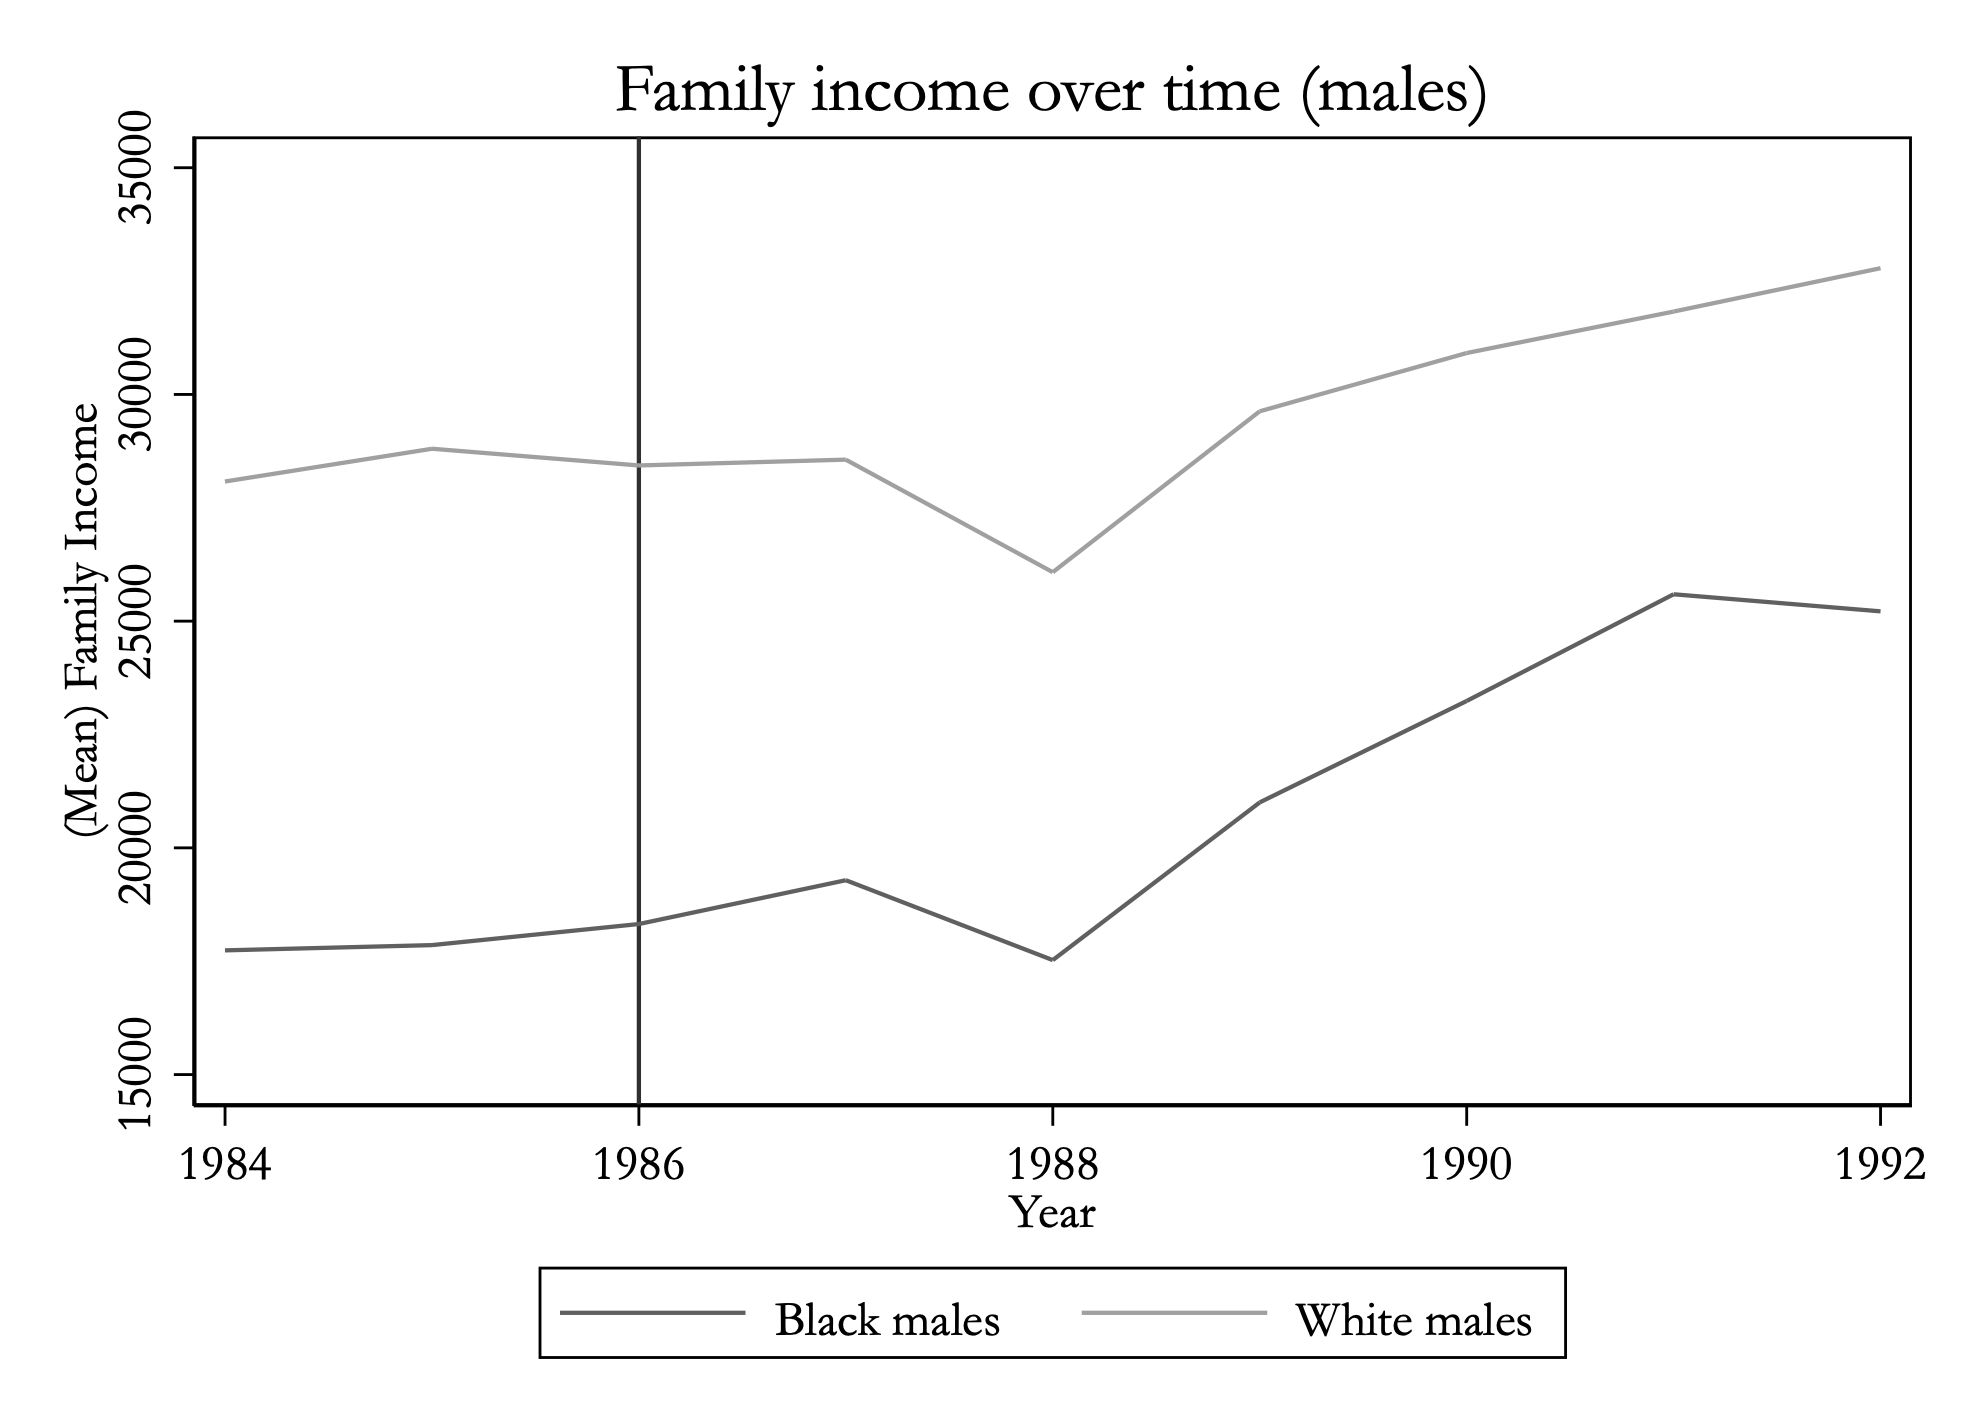 Family income over time (males)
(Mean) Family Income
35000
30000
25000
20000
15000
1984 1986 1988 1990 1992
Year
Black males White males